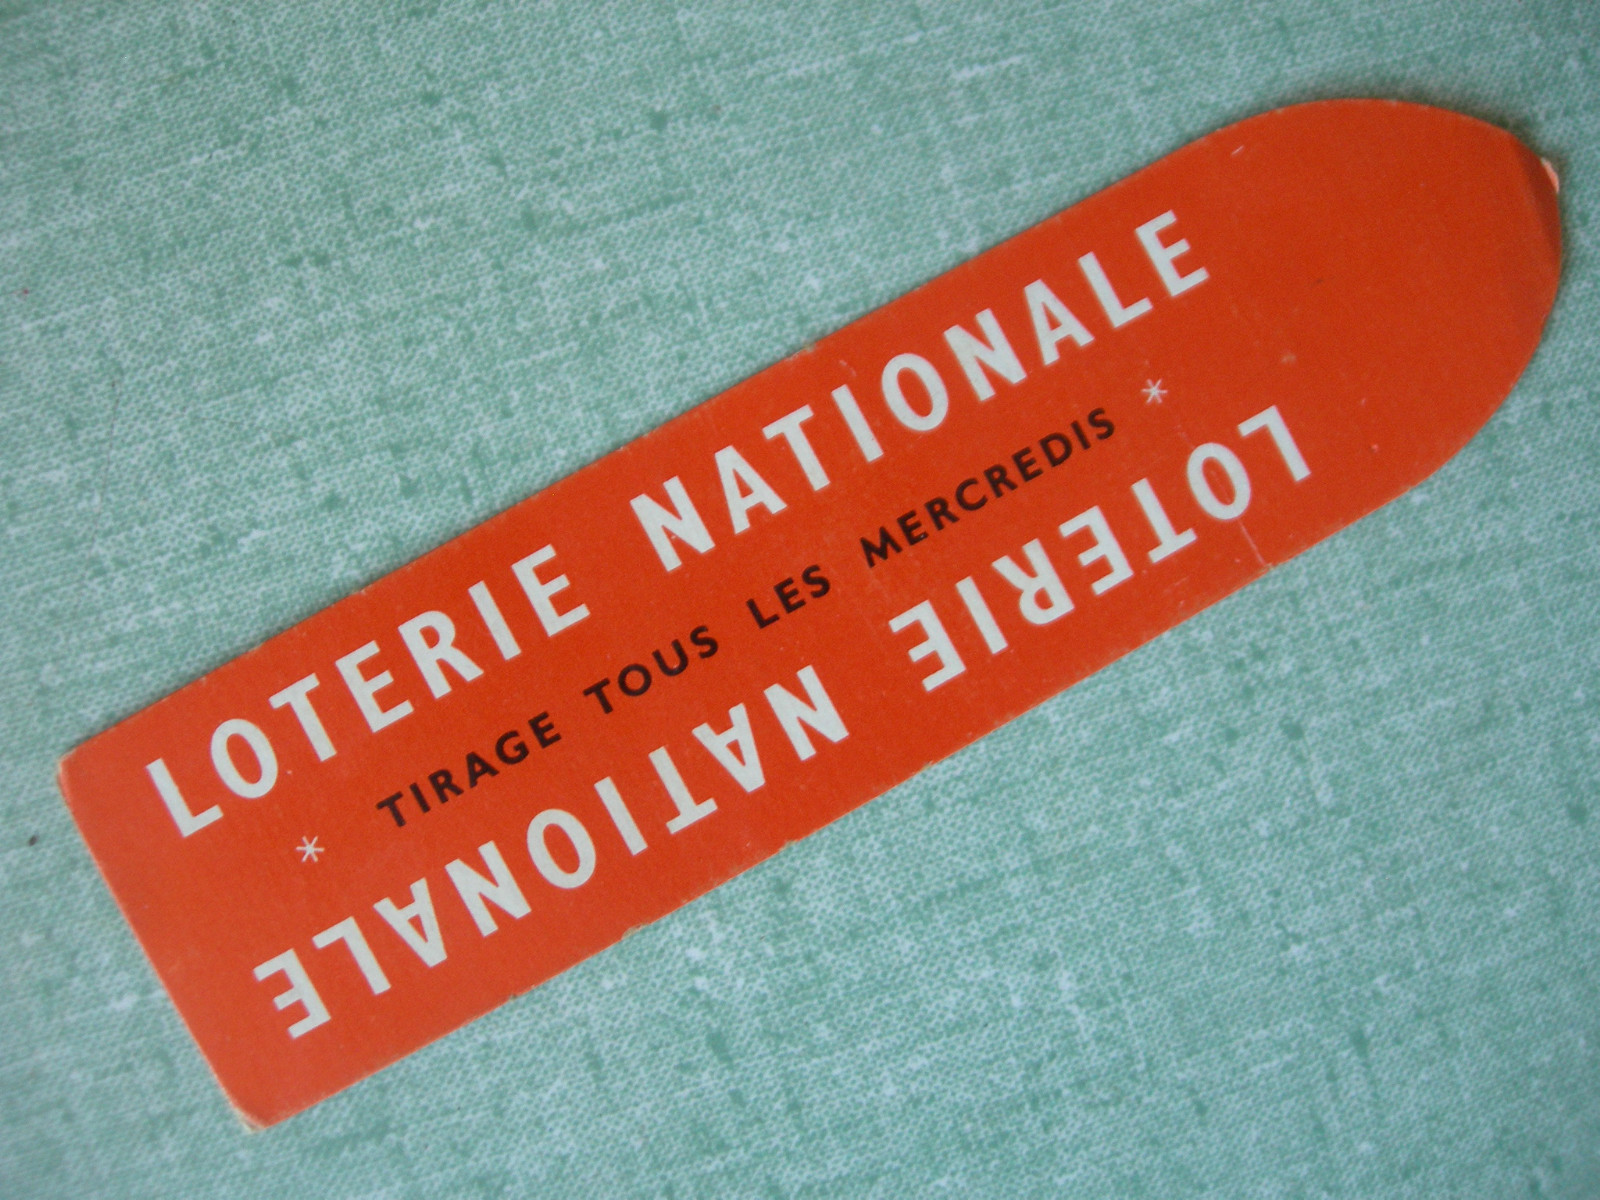 LOTERIE NATIONALE
* TIRAGE TOUS LES MERCREDIS *
LOTERIE NATIONALE